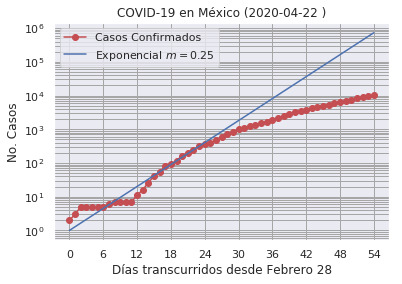 COVID-19 en México (2020-04-22 )
Casos Confirmados
Exponencial m = 0.25
No. Casos
10^6
10^5
10^4
10^3
10^2
10^1
10^0
0 6 12 18 24 30 36 42 48 54
Días transcurridos desde Febrero 28